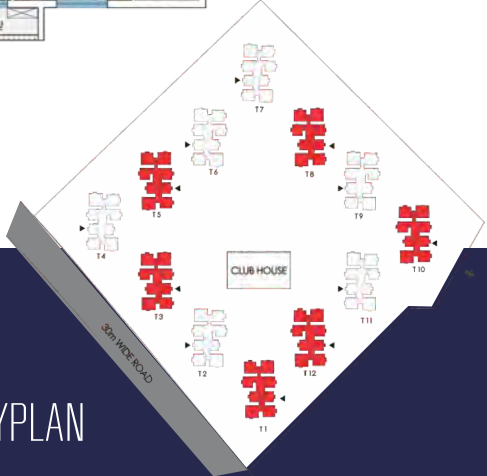 T7
T6
T8
T5
T9
T4
T10
CLUB HOUSE
T3
T11
30m WIDE ROAD
T2
T12
T1
YPLAN